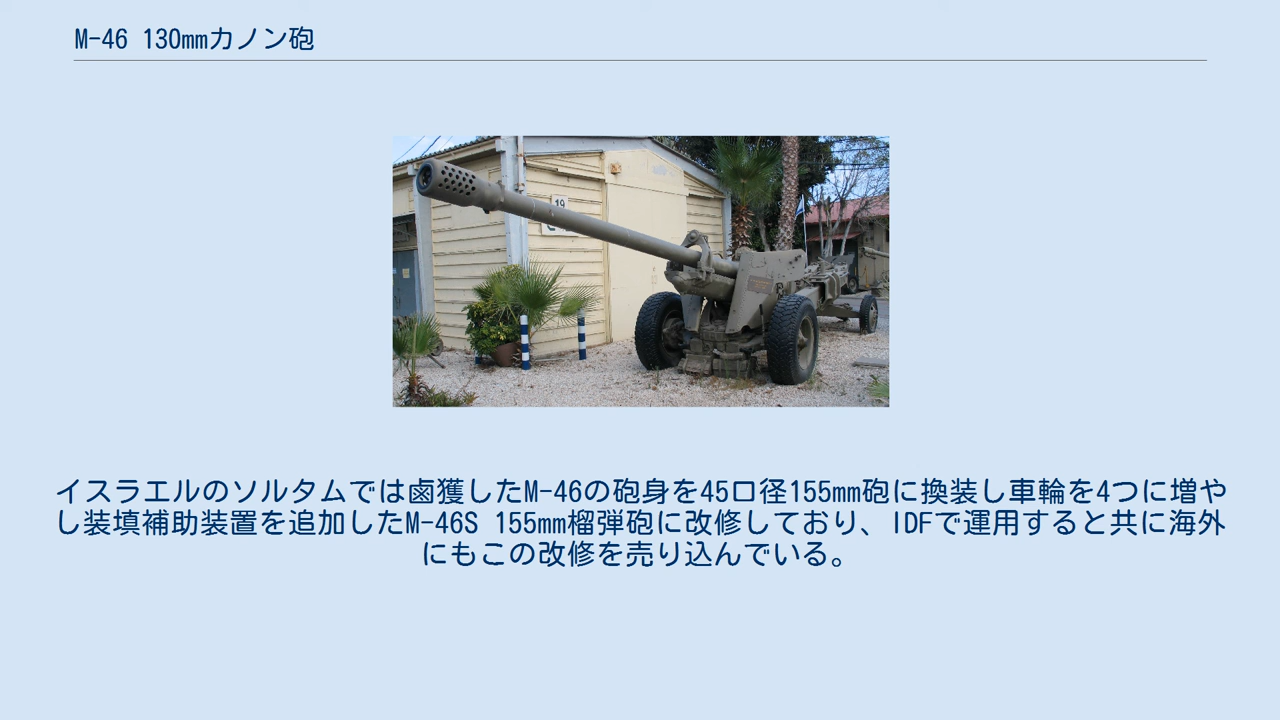 M-46 130mmカノン砲
19
イスラエルのソルタムでは鹵獲したM-46の砲身を45口径155mm砲に換装し車輪を4つに増や
し装填補助装置を追加したM-46S 155mm榴弾砲に改修しており、IDFで運用すると共に海外
にもこの改修を売り込んでいる。